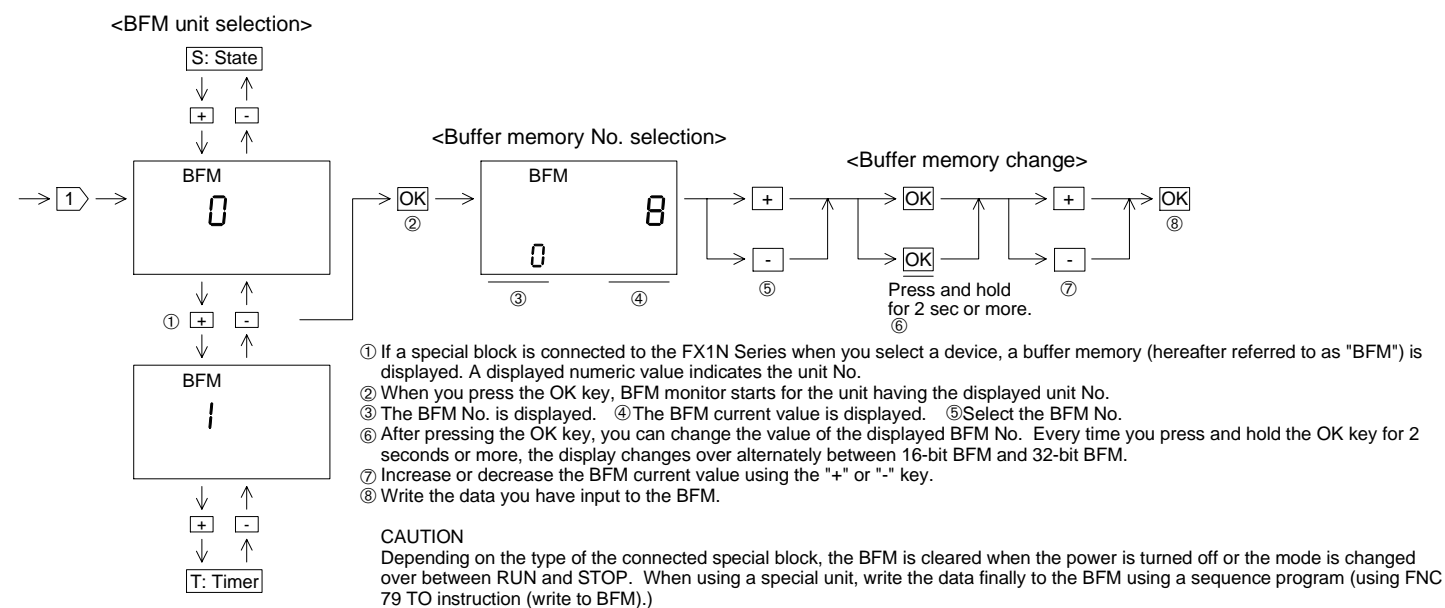 <BFM unit selection>
S: State
+ -
<Buffer memory No. selection>
<Buffer memory change>
1
BFM
0
OK
②
BFM
8
0
③ ④
+
-
⑤
OK
OK
Press and hold
for 2 sec or more.
⑥
+
-
⑦
OK
⑧
① + -
BFM
1
+ -
T: Timer
① If a special block is connected to the FX1N Series when you select a device, a buffer memory (hereafter referred to as "BFM") is
displayed. A displayed numeric value indicates the unit No.
② When you press the OK key, BFM monitor starts for the unit having the displayed unit No.
③ The BFM No. is displayed. ④The BFM current value is displayed. ⑤Select the BFM No.
⑥ After pressing the OK key, you can change the value of the displayed BFM No. Every time you press and hold the OK key for 2
seconds or more, the display changes over alternately between 16-bit BFM and 32-bit BFM.
⑦ Increase or decrease the BFM current value using the "+" or "-" key.
⑧ Write the data you have input to the BFM.
CAUTION
Depending on the type of the connected special block, the BFM is cleared when the power is turned off or the mode is changed
over between RUN and STOP. When using a special unit, write the data finally to the BFM using a sequence program (using FNC
79 TO instruction (write to BFM).)